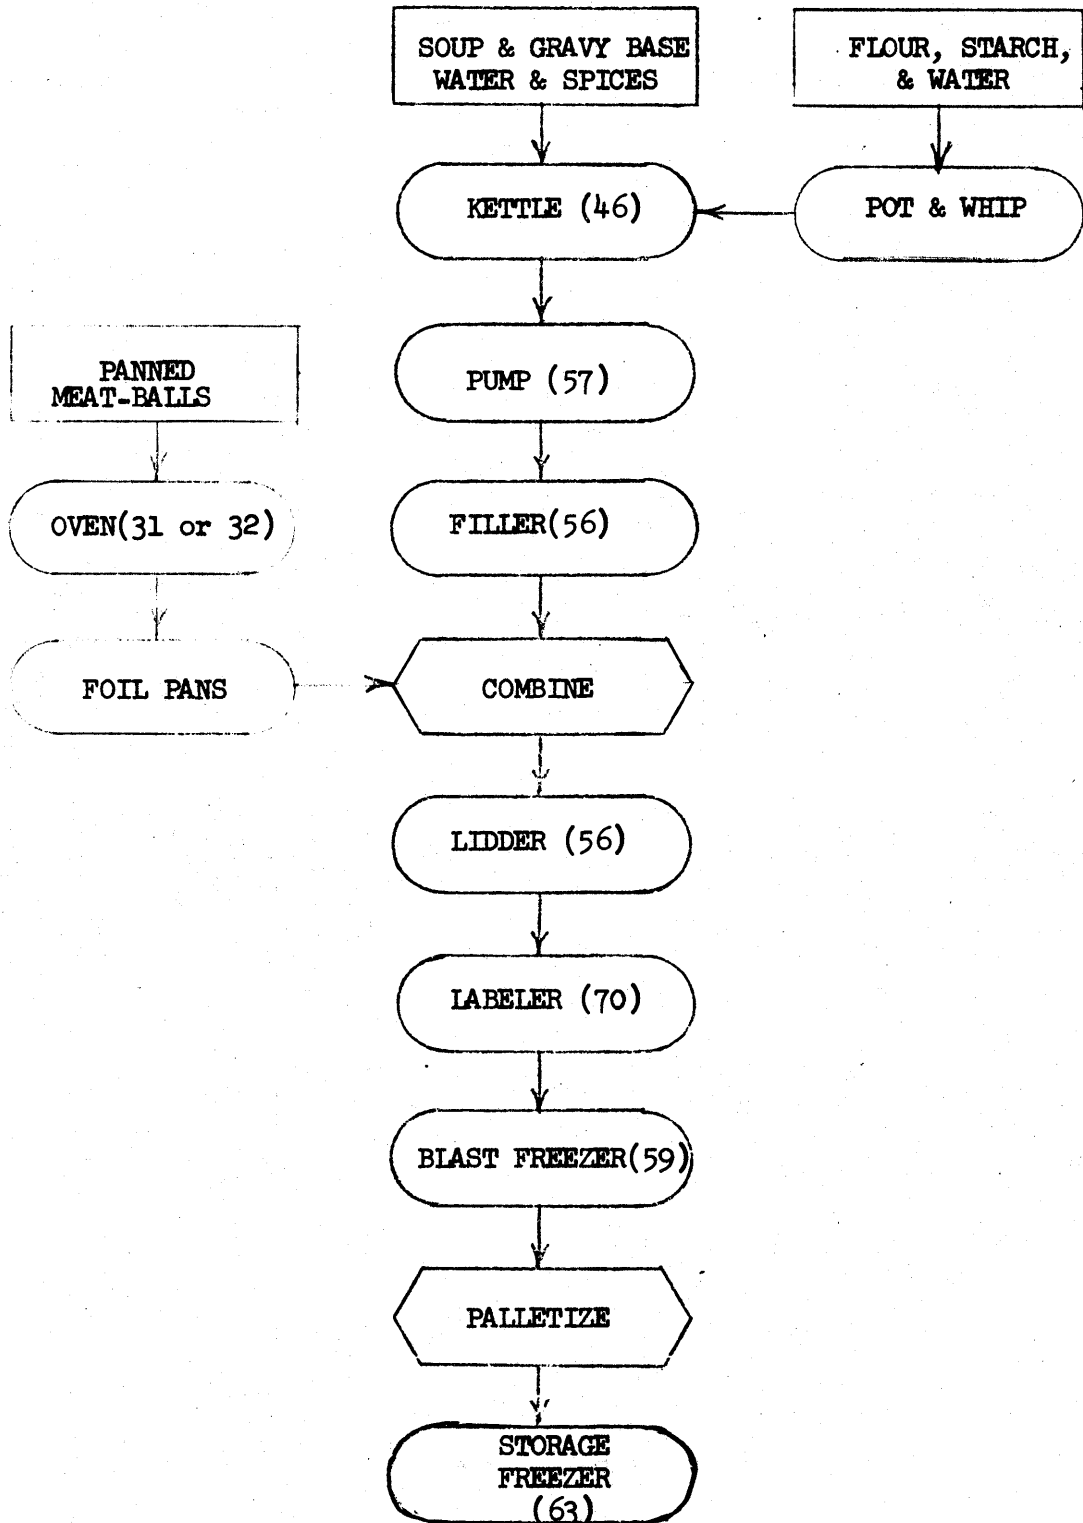 SOUP & GRAVY BASE
WATER & SPICES
FLOUR, STARCH,
& WATER
KETTLE (46)
POT & WHIP
PUMP (57)
PANNED
MEAT-BALLS
OVEN(31 or 32)
FILLER(56)
FOIL PANS
COMBINE
LIDDER (56)
LABELER (70)
BLAST FREEZER(59)
PALLETIZE
STORAGE
FREEZER
(63)